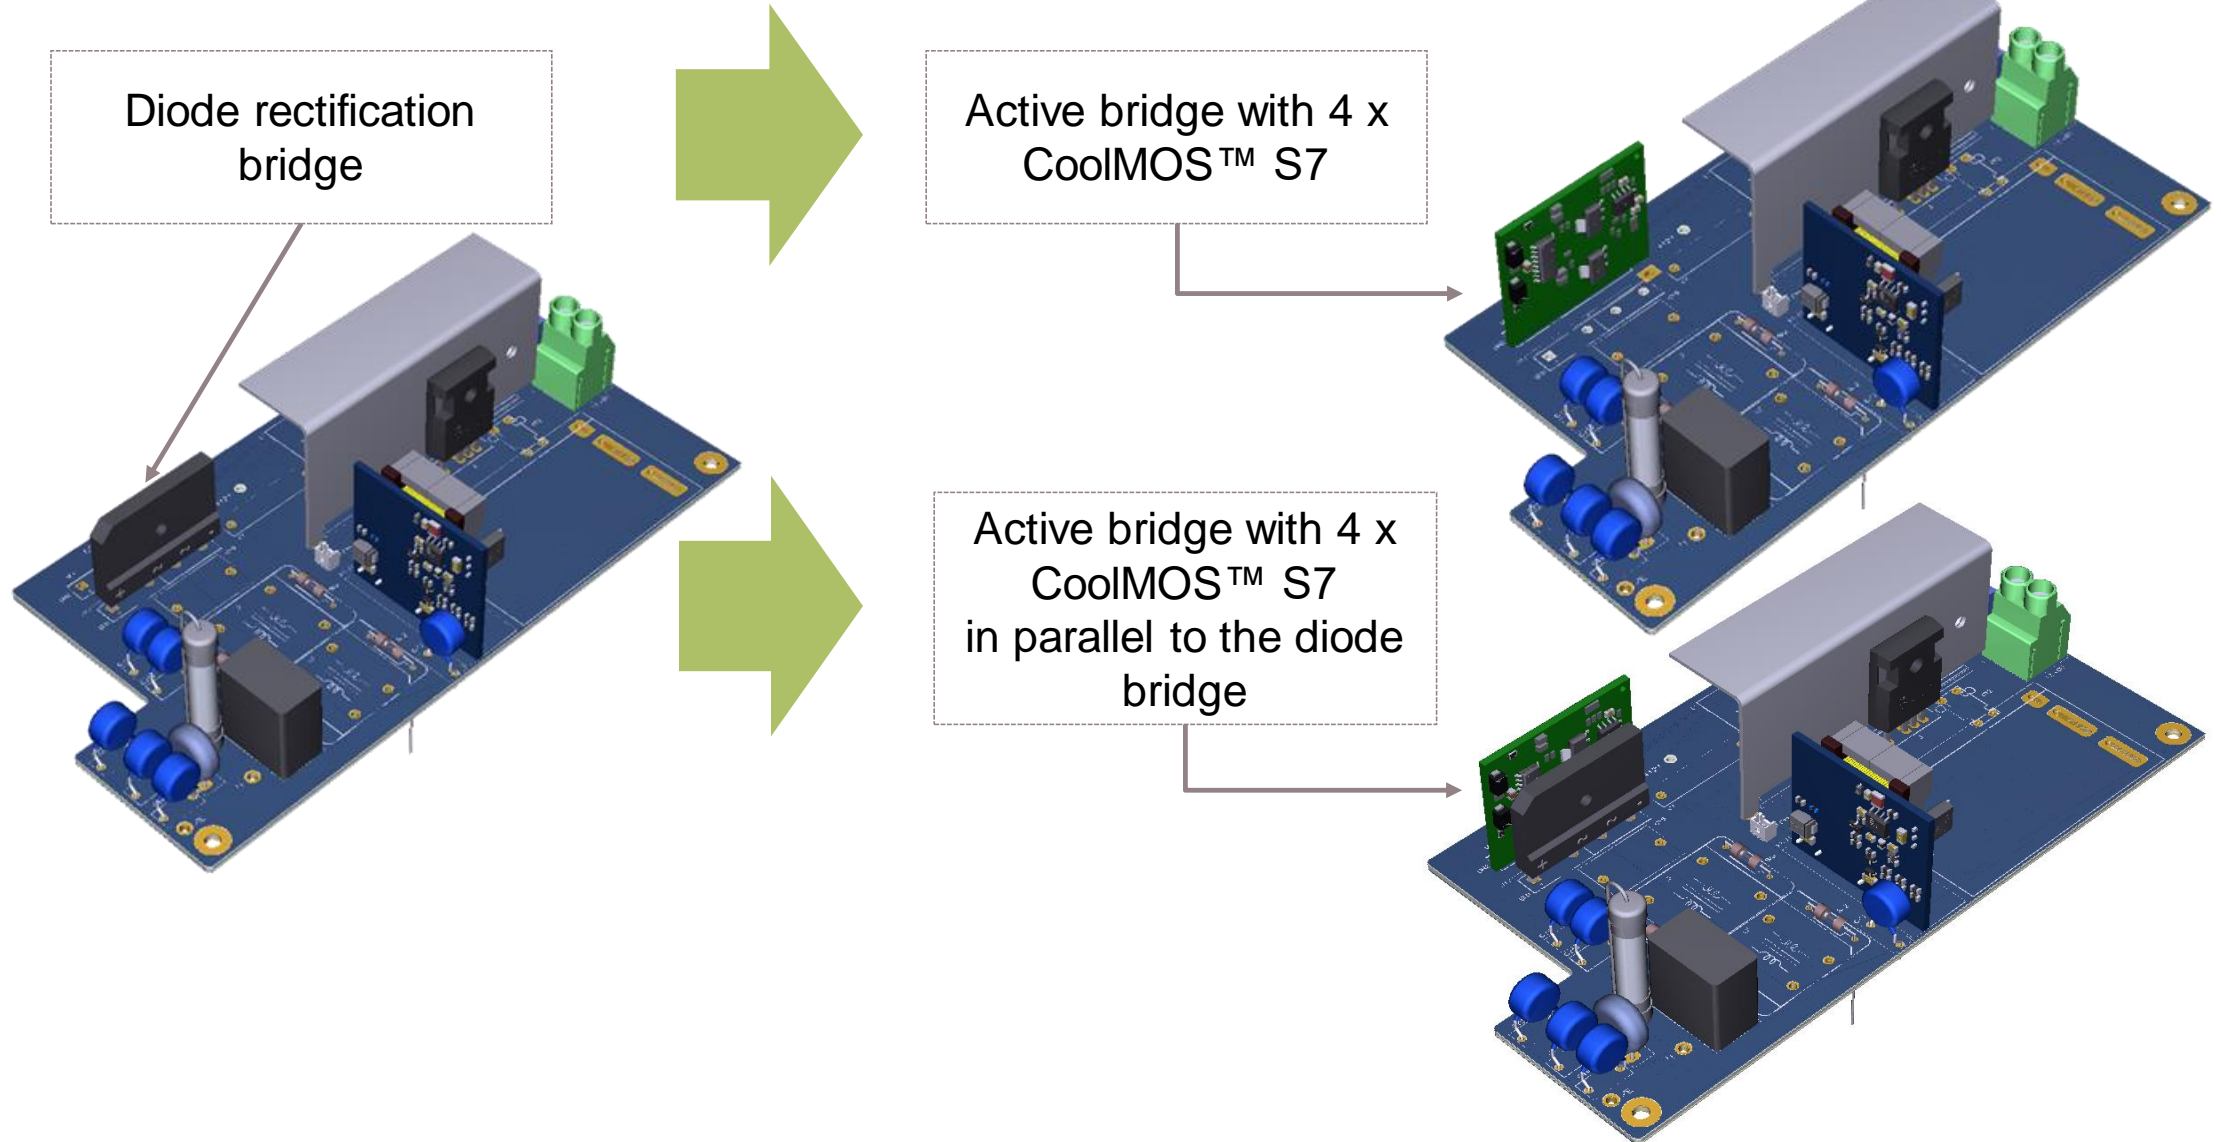 Diode rectification
bridge
Active bridge with 4 x
CoolMOS™ S7
Active bridge with 4 x
CoolMOS™ S7
in parallel to the diode
bridge